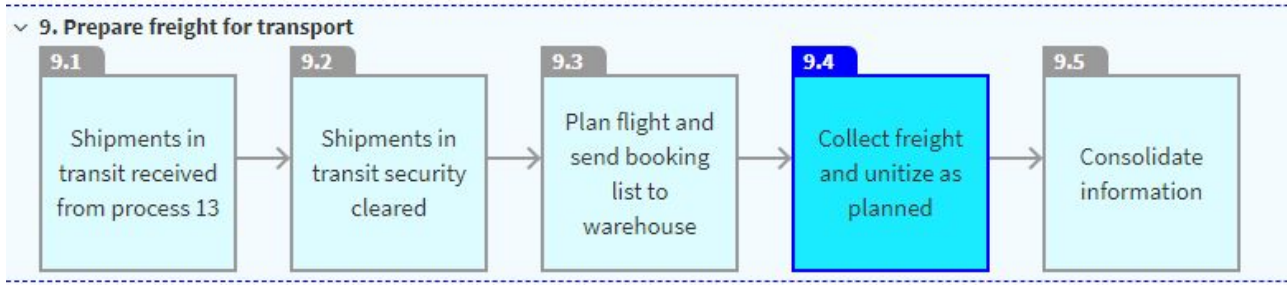 9. Prepare freight for transport
9.1
Shipments in
transit received
from process 13
9.2
Shipments in
transit security
cleared
9.3
Plan flight and
send booking
list to
warehouse
9.4
Collect freight
and unitize as
planned
9.5
Consolidate
information